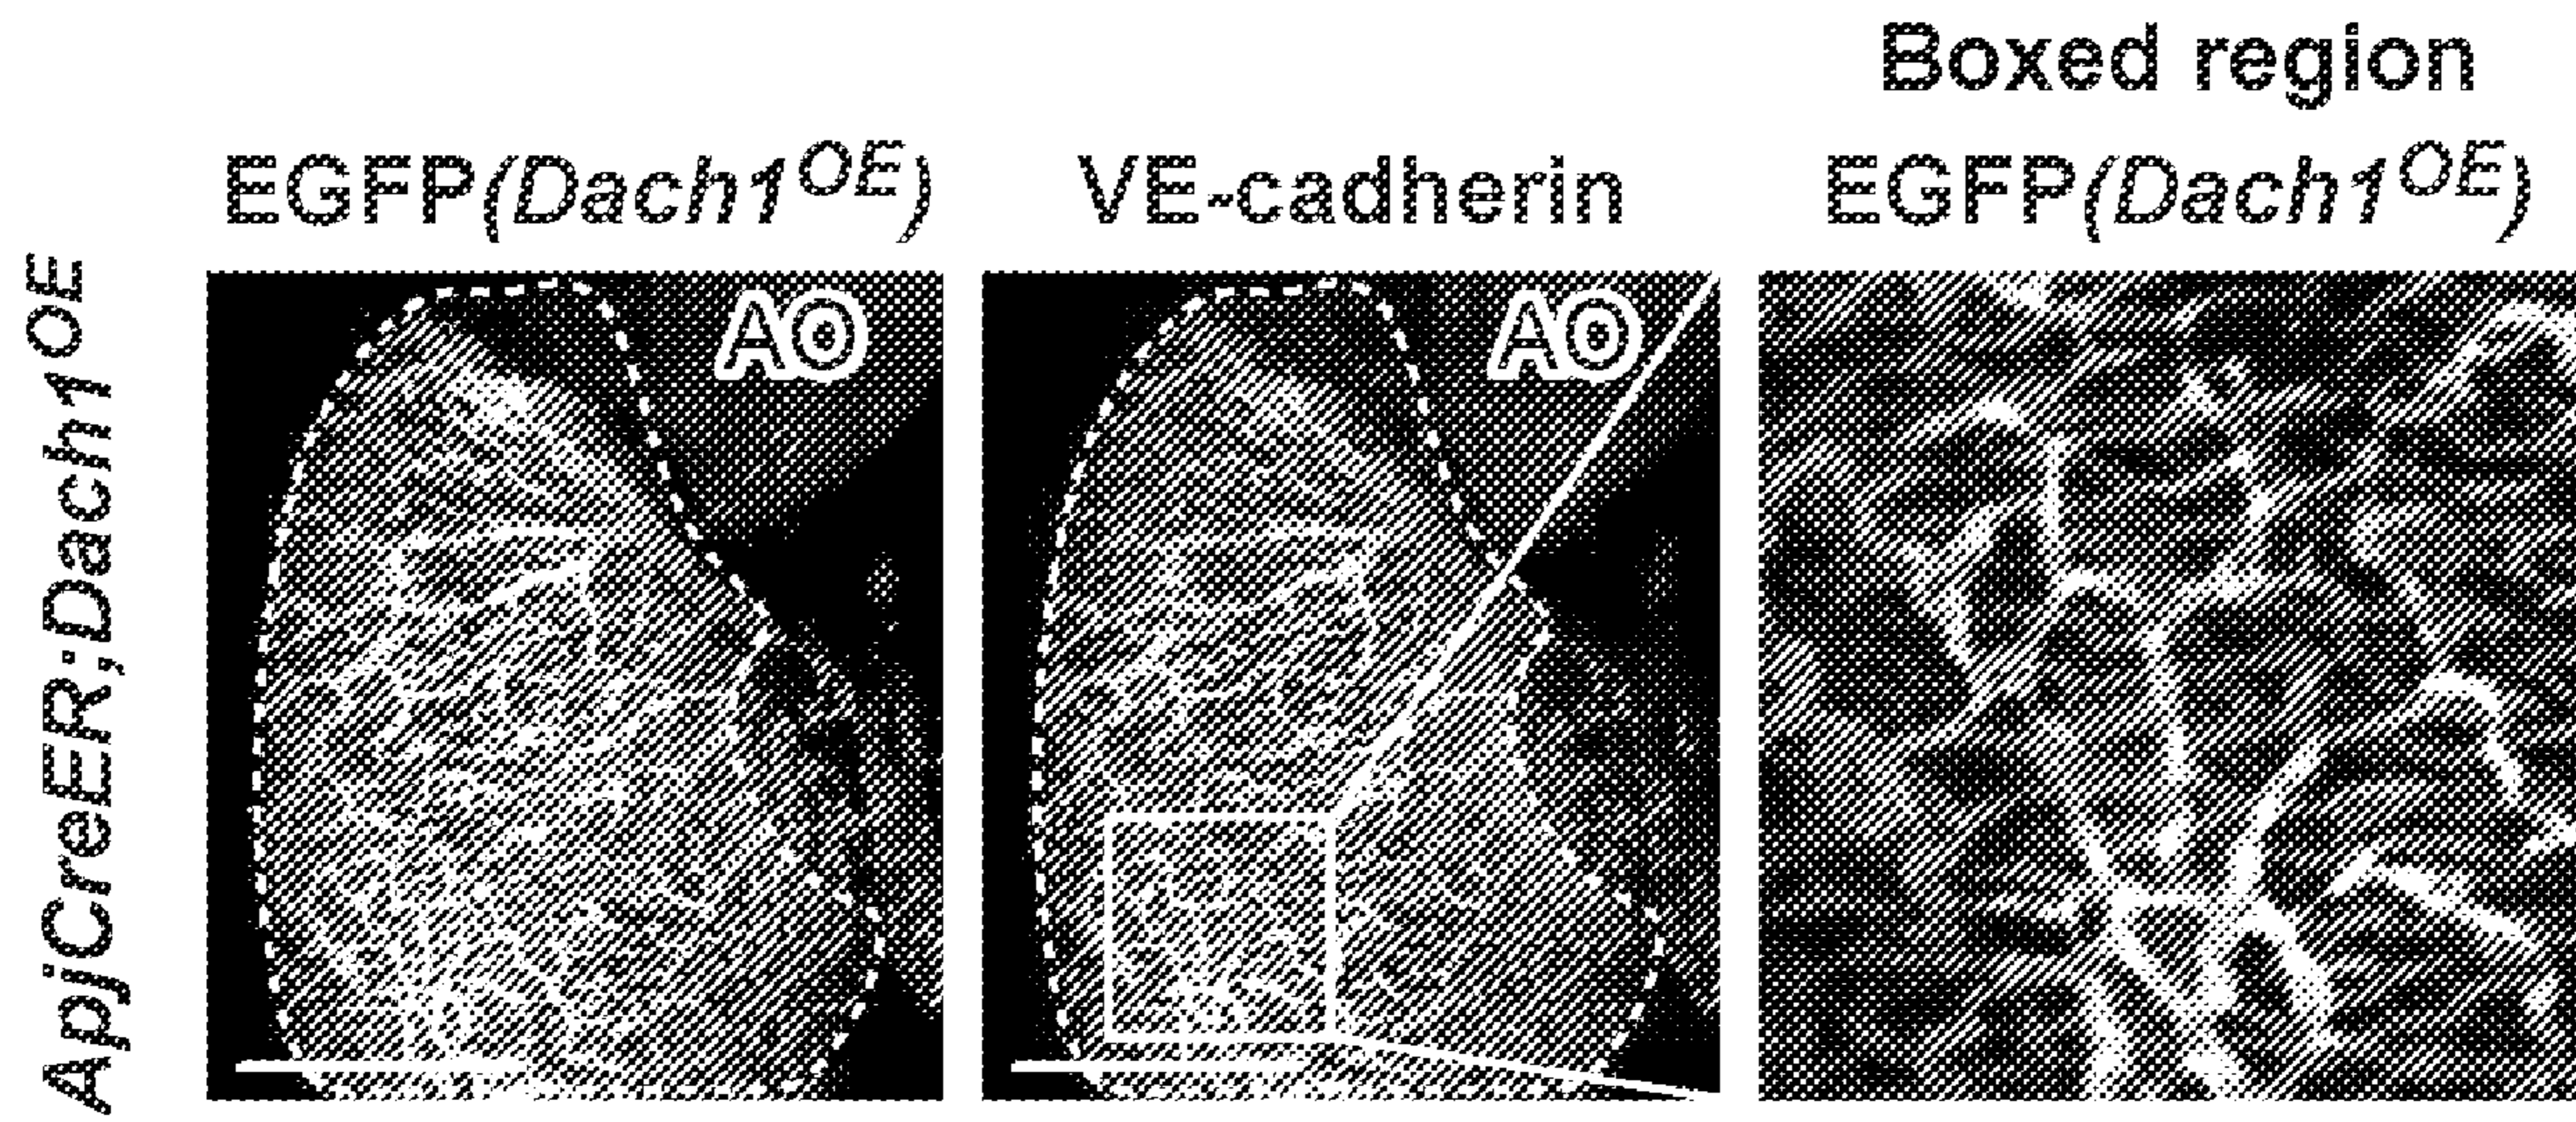 Boxed region
EGFP(Dach1OE) VE-cadherin EGFP(Dach1OE)
ApjCreER;Dach1OE
AO AO